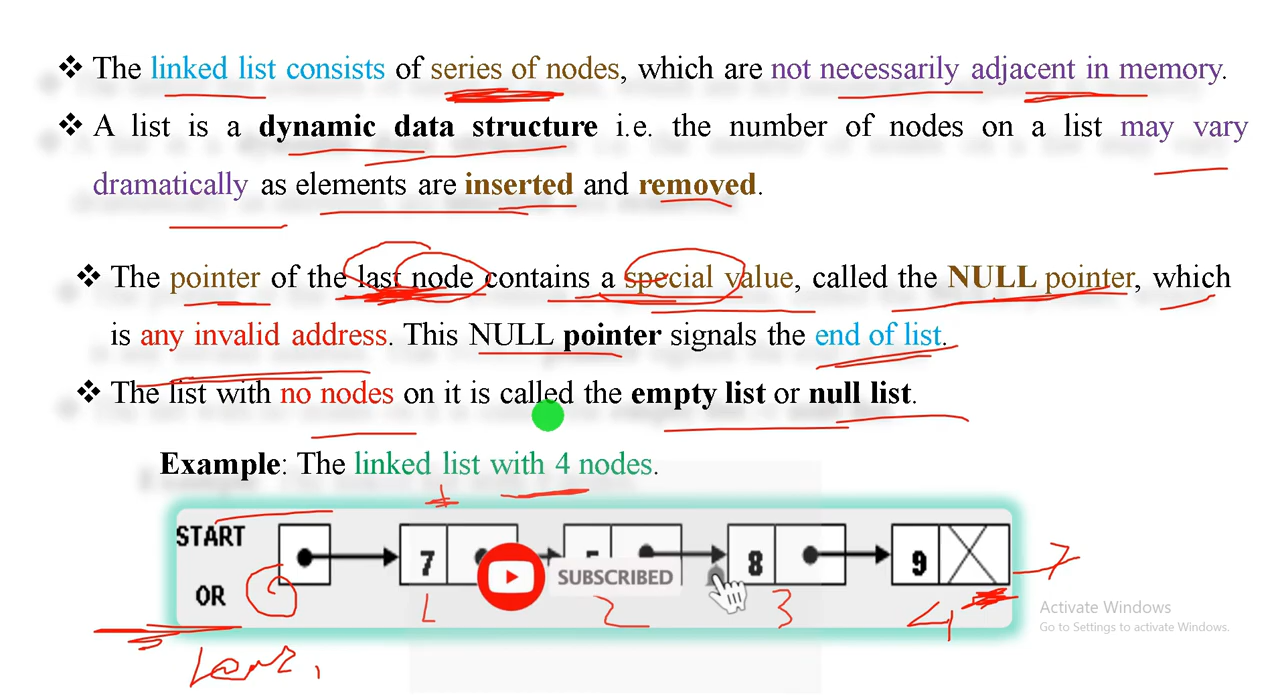 ❖ The linked list consists of series of nodes, which are not necessarily adjacent in memory.
❖ A list is a dynamic data structure i.e. the number of nodes on a list may vary
dramatically as elements are inserted and removed.
❖ The pointer of the last node contains a special value, called the NULL pointer, which
is any invalid address. This NULL pointer signals the end of list.
❖ The list with no nodes on it is called the empty list or null list.
Example: The linked list with 4 nodes.
START
7 8 9
SUBSCRIBED
OR
1 2 3 4
Activate Windows
Go to Settings to activate Windows.